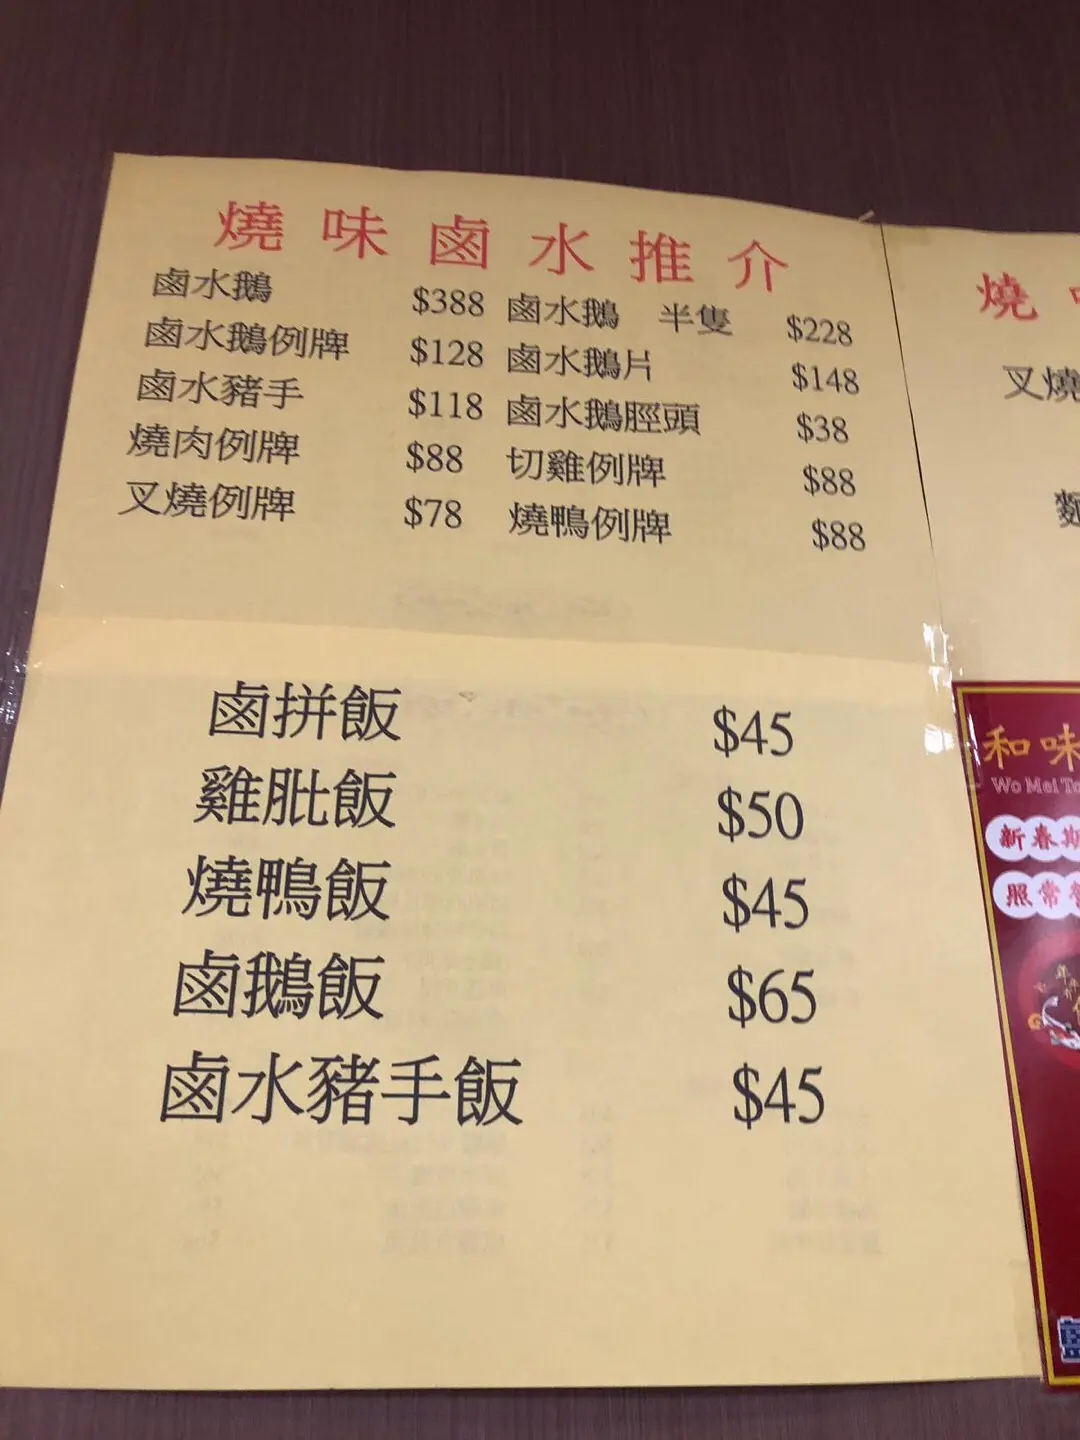 燒味鹵水推介
鹵水鵝 $388 鹵水鵝 半隻 $228
鹵水鵝例牌 $128 鹵水鵝片 $148
鹵水豬手 $118 鹵水鵝脛頭 $38
燒肉例牌 $88 切雞例牌 $88
叉燒例牌 $78 燒鴨例牌 $88
鹵拼飯 $45
雞肶飯 $50
燒鴨飯 $45
鹵鵝飯 $65
鹵水豬手飯 $45
燒
叉燒
麵
和味
Wo Mei
新春
照常